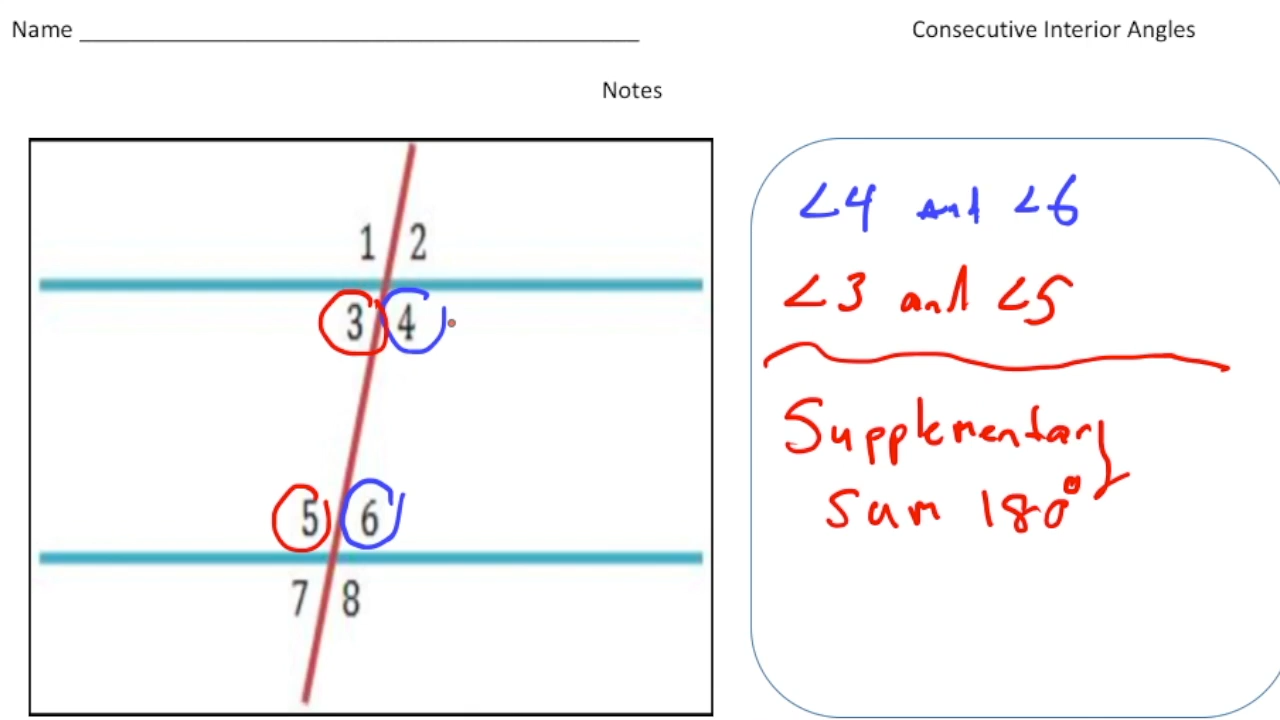 Name ____________________ Consecutive Interior Angles
Notes
1 2
3 4
5 6
7 8
∠4 and ∠6
∠3 and ∠5
Supplementary
Sum 180°